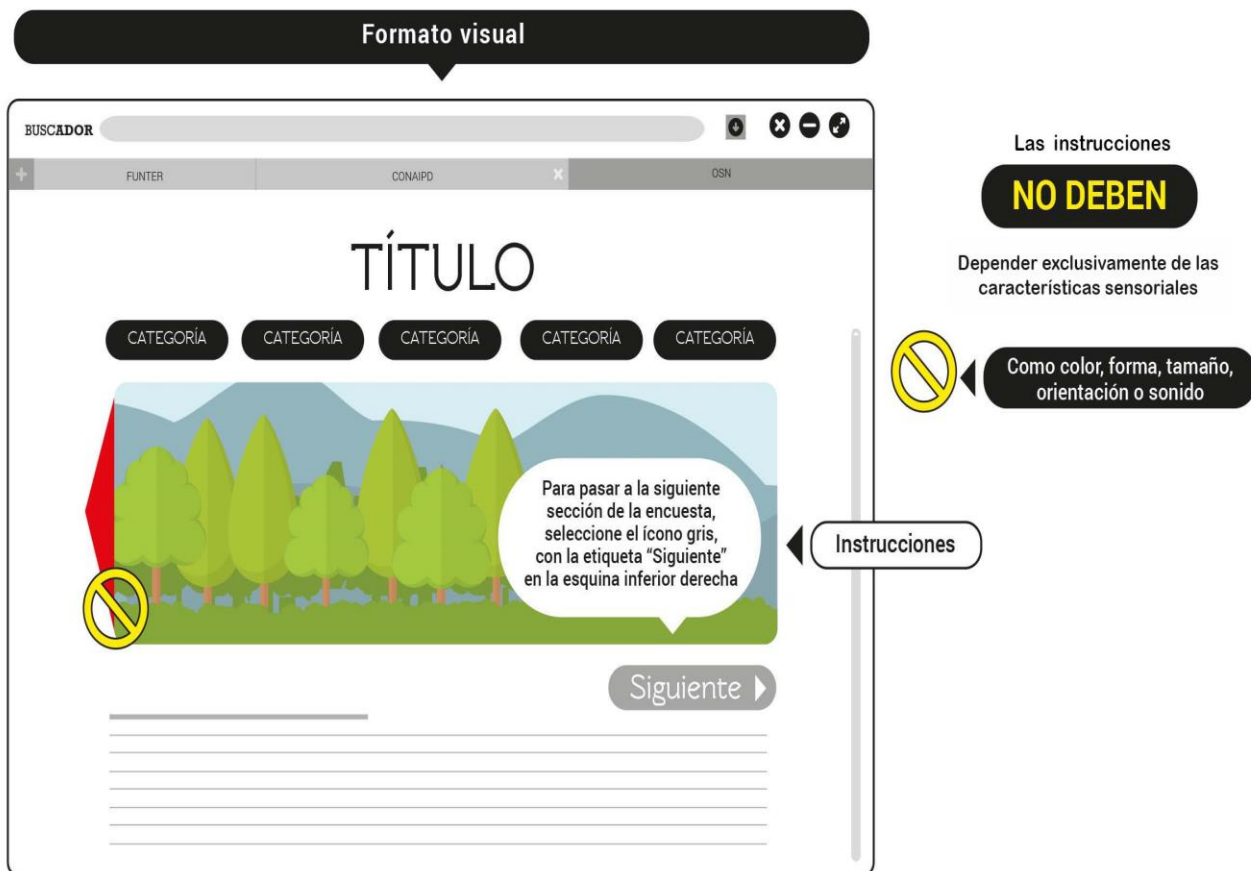 Formato visual
BUSCADOR
FUNTER
CONAIPD
OSN
TÍTULO
CATEGORÍA
CATEGORÍA
CATEGORÍA
CATEGORÍA
CATEGORÍA
Para pasar a la siguiente
sección de la encuesta,
seleccione el ícono gris,
con la etiqueta “Siguiente”
en la esquina inferior derecha
Instrucciones
Siguiente
Las instrucciones
NO DEBEN
Depender exclusivamente de las
características sensoriales
Como color, forma, tamaño,
orientación o sonido